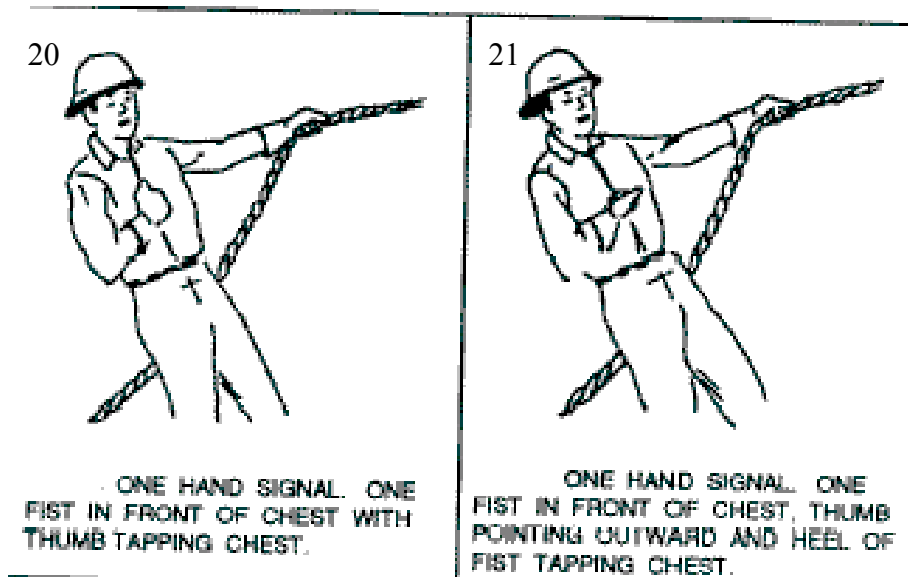 20
ONE HAND SIGNAL. ONE
FIST IN FRONT OF CHEST WITH
THUMB TAPPING CHEST.
21
ONE HAND SIGNAL. ONE
FIST IN FRONT OF CHEST, THUMB
POINTING OUTWARD AND HEEL OF
FIST TAPPING CHEST.